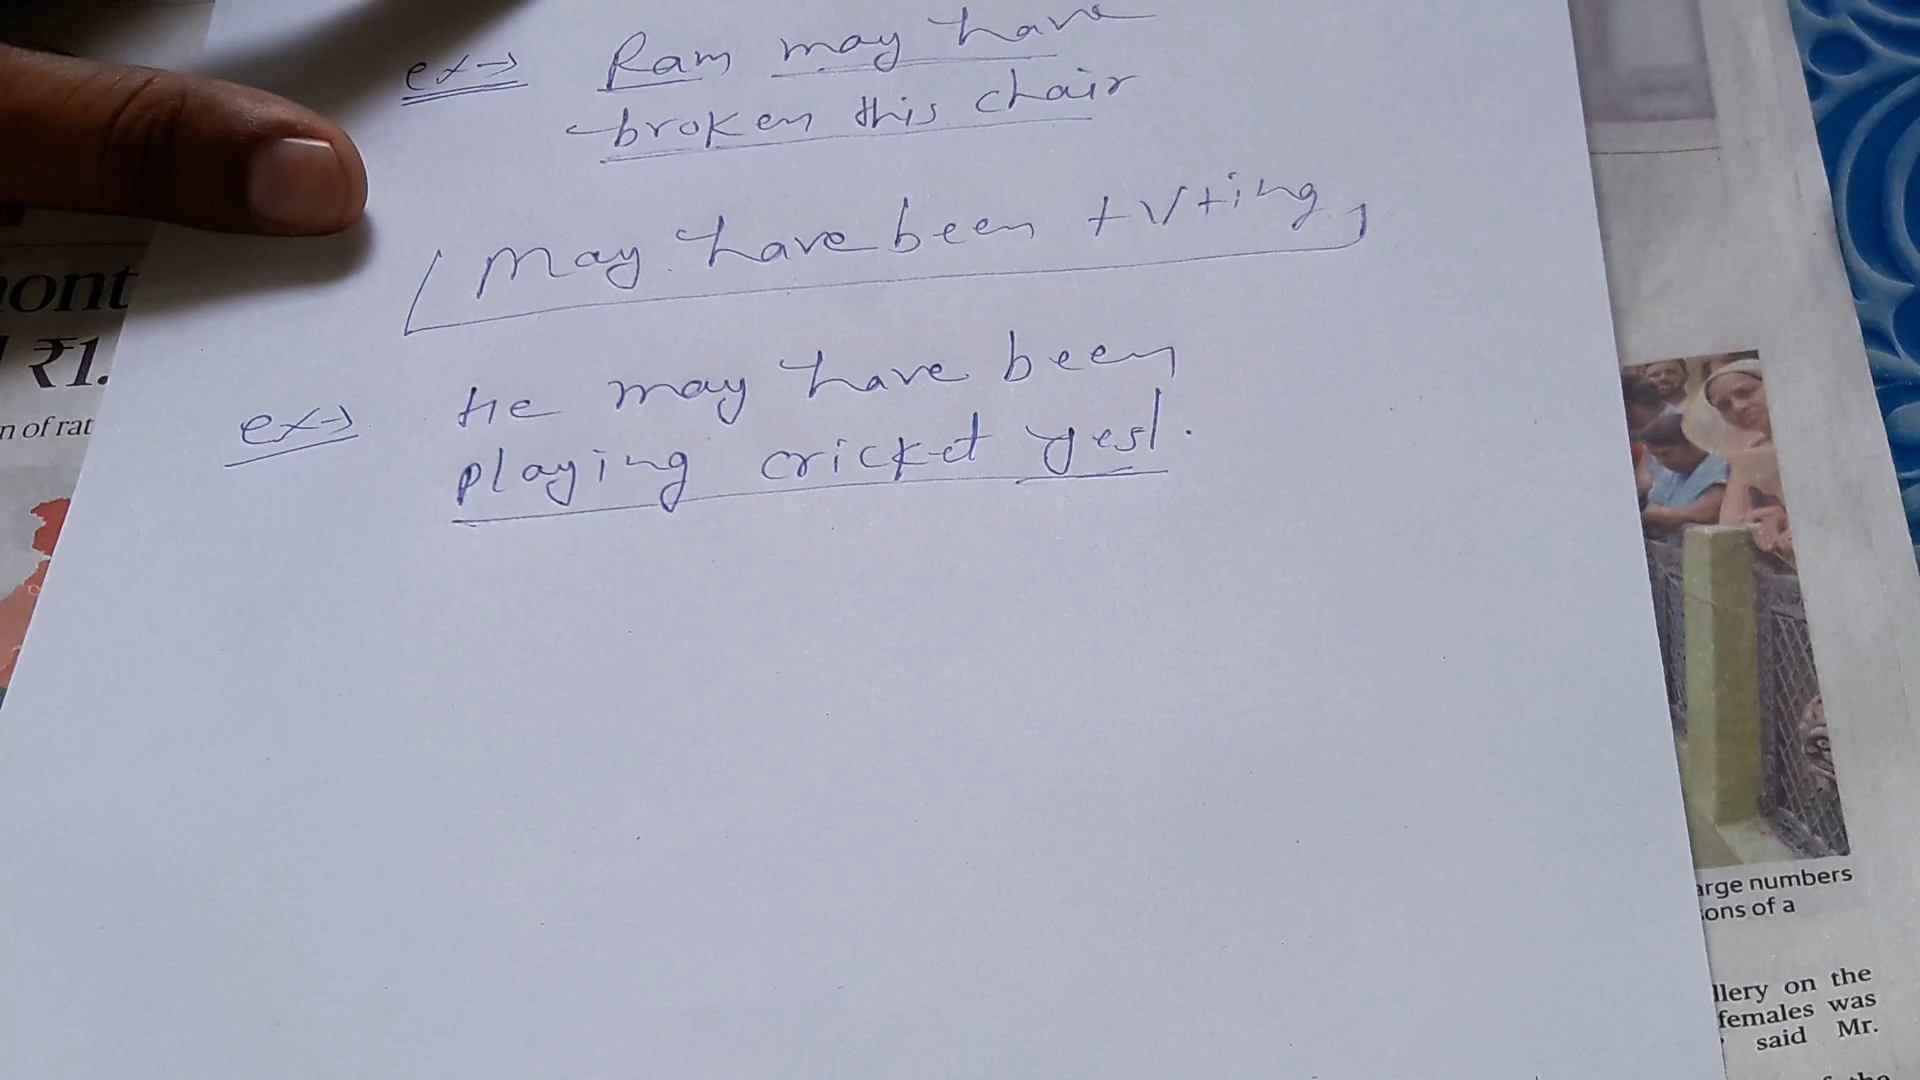 ex→ Ram may have
broken this chair
May have been + V + ing
ex→ He may have been
playing cricket yesl.
ont
₹1.
n of rat
arge numbers
ons of a
llery on the
females was
said Mr.